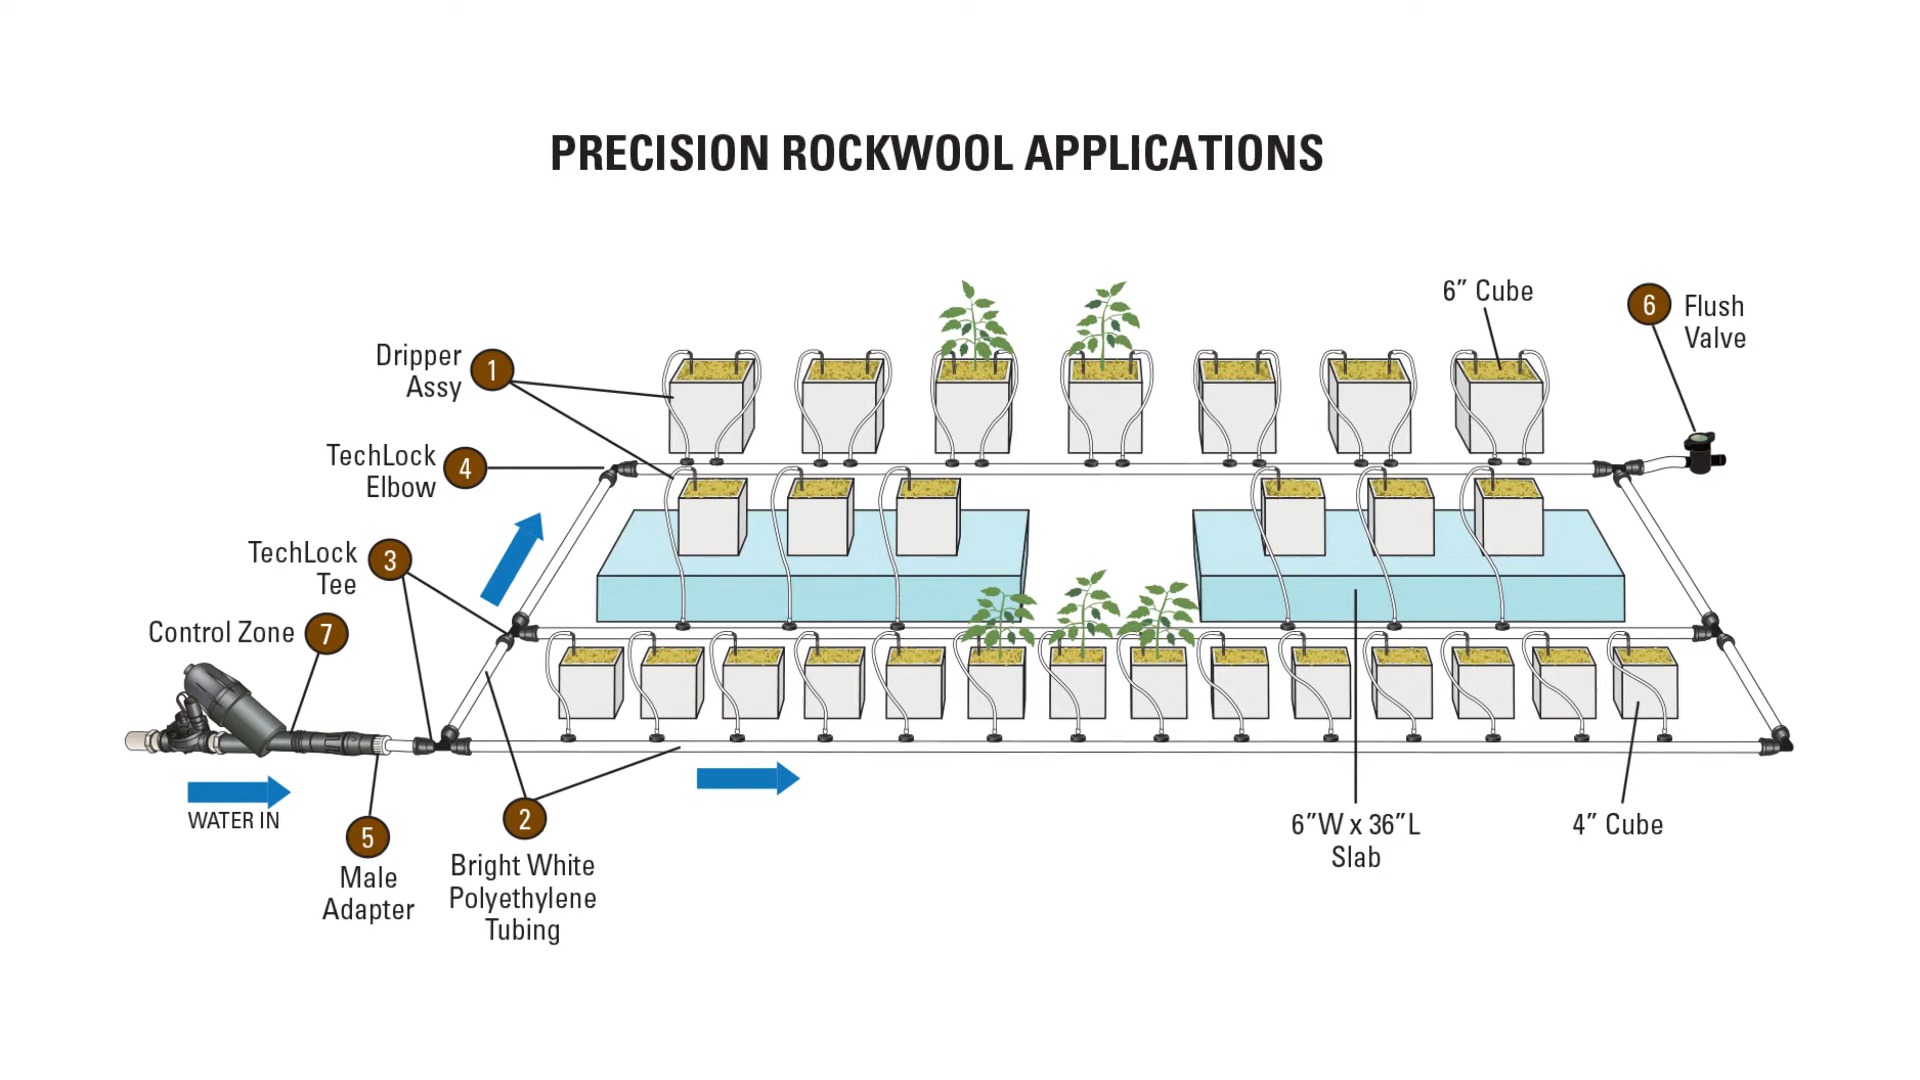 PRECISION ROCKWOOL APPLICATIONS
6” Cube
6
Flush
Valve
Dripper
Assy
1
TechLock
Elbow
4
TechLock
Tee
3
Control Zone
7
WATER IN
5
Male
Adapter
2
Bright White
Polyethylene
Tubing
6”W x 36”L
Slab
4” Cube